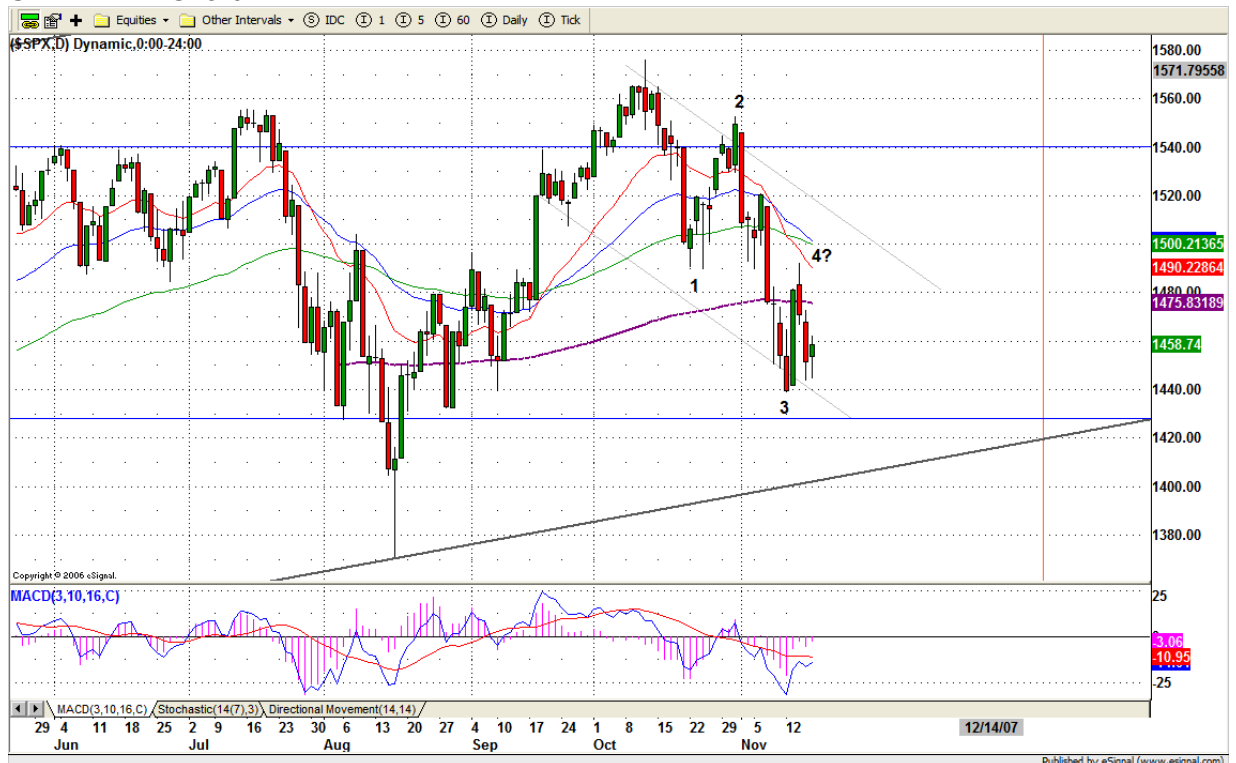 Equities Other Intervals S IDC I 1 I 5 I 60 I Daily I Tick
($SPX,D) Dynamic,0:00-24:00
1580.00
1571.79558
1560.00
1540.00
1520.00
1500.21365
1490.22864
1480.00
1475.83189
1458.74
1440.00
1420.00
1400.00
1380.00
2
1
4?
3
Copyright © 2006 eSignal.
MACD(3,10,16,C)
25
-3.06
-10.95
-25
MACD(3,10,16,C) Stochastic(14(7),3) Directional Movement(14,14)
29 4 11 18 25 2 9 16 23 30 6 13 20 27 4 10 17 24 1 8 15 22 29 5 12 12/14/07
Jun Jul Aug Sep Oct Nov
Published by eSignal (www.esignal.com)